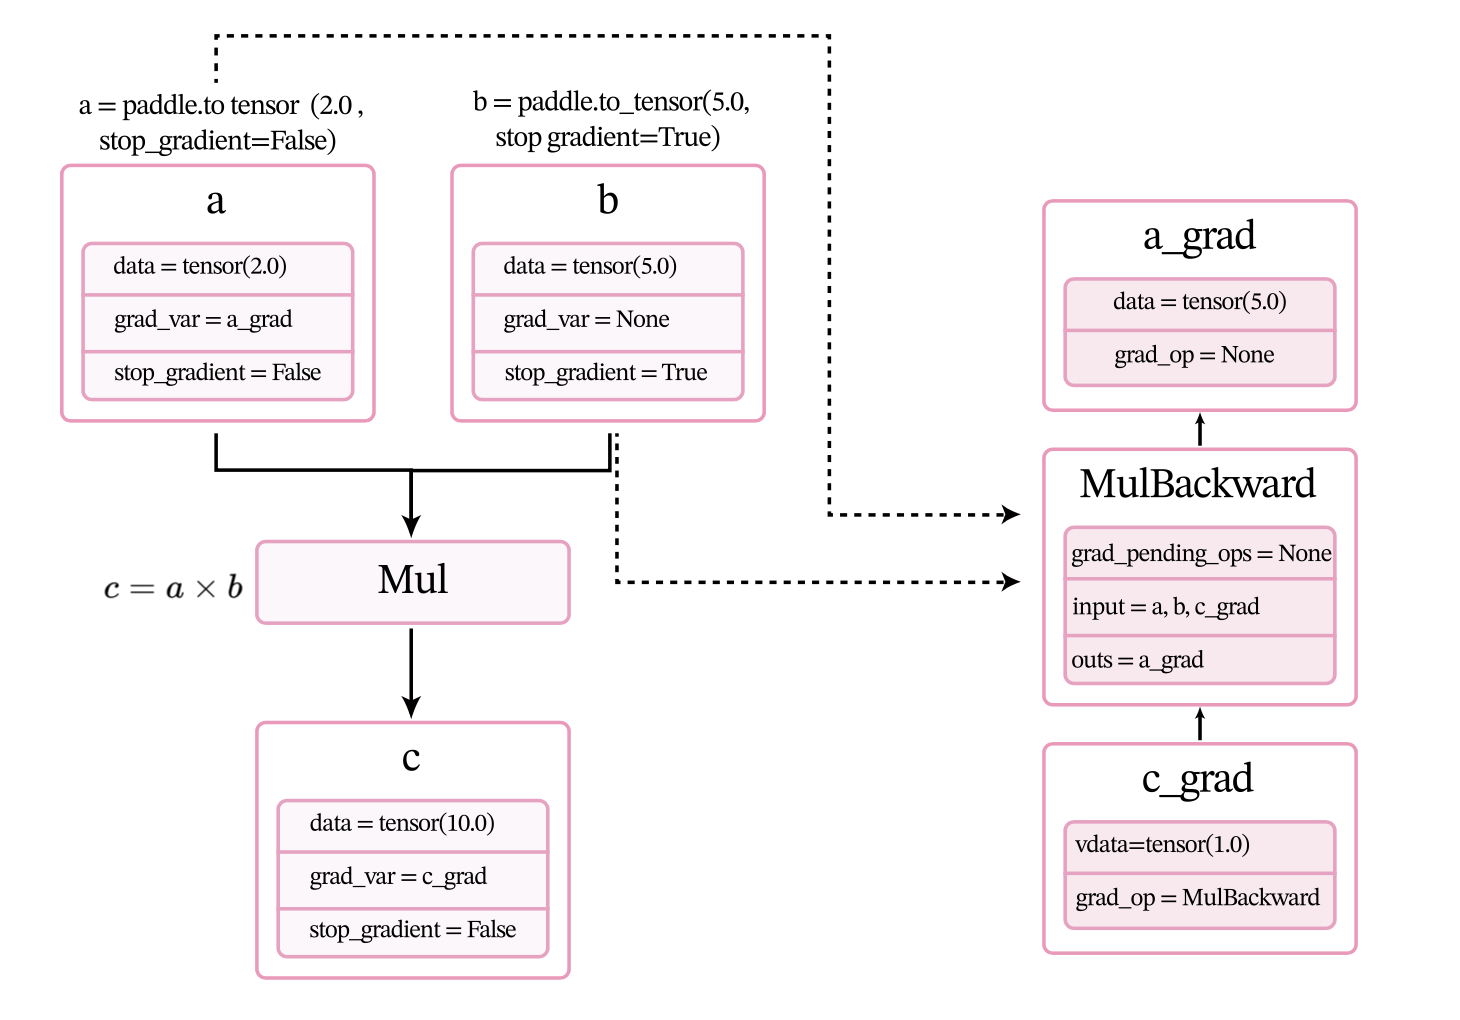 a = paddle.to tensor (2.0 ,
stop_gradient=False)
b = paddle.to_tensor(5.0,
stop gradient=True)
a
data = tensor(2.0)
grad_var = a_grad
stop_gradient = False
b
data = tensor(5.0)
grad_var = None
stop_gradient = True
a_grad
data = tensor(5.0)
grad_op = None
MulBackward
grad_pending_ops = None
input = a, b, c_grad
outs = a_grad
c = a × b
Mul
c
data = tensor(10.0)
grad_var = c_grad
stop_gradient = False
c_grad
vdata=tensor(1.0)
grad_op = MulBackward